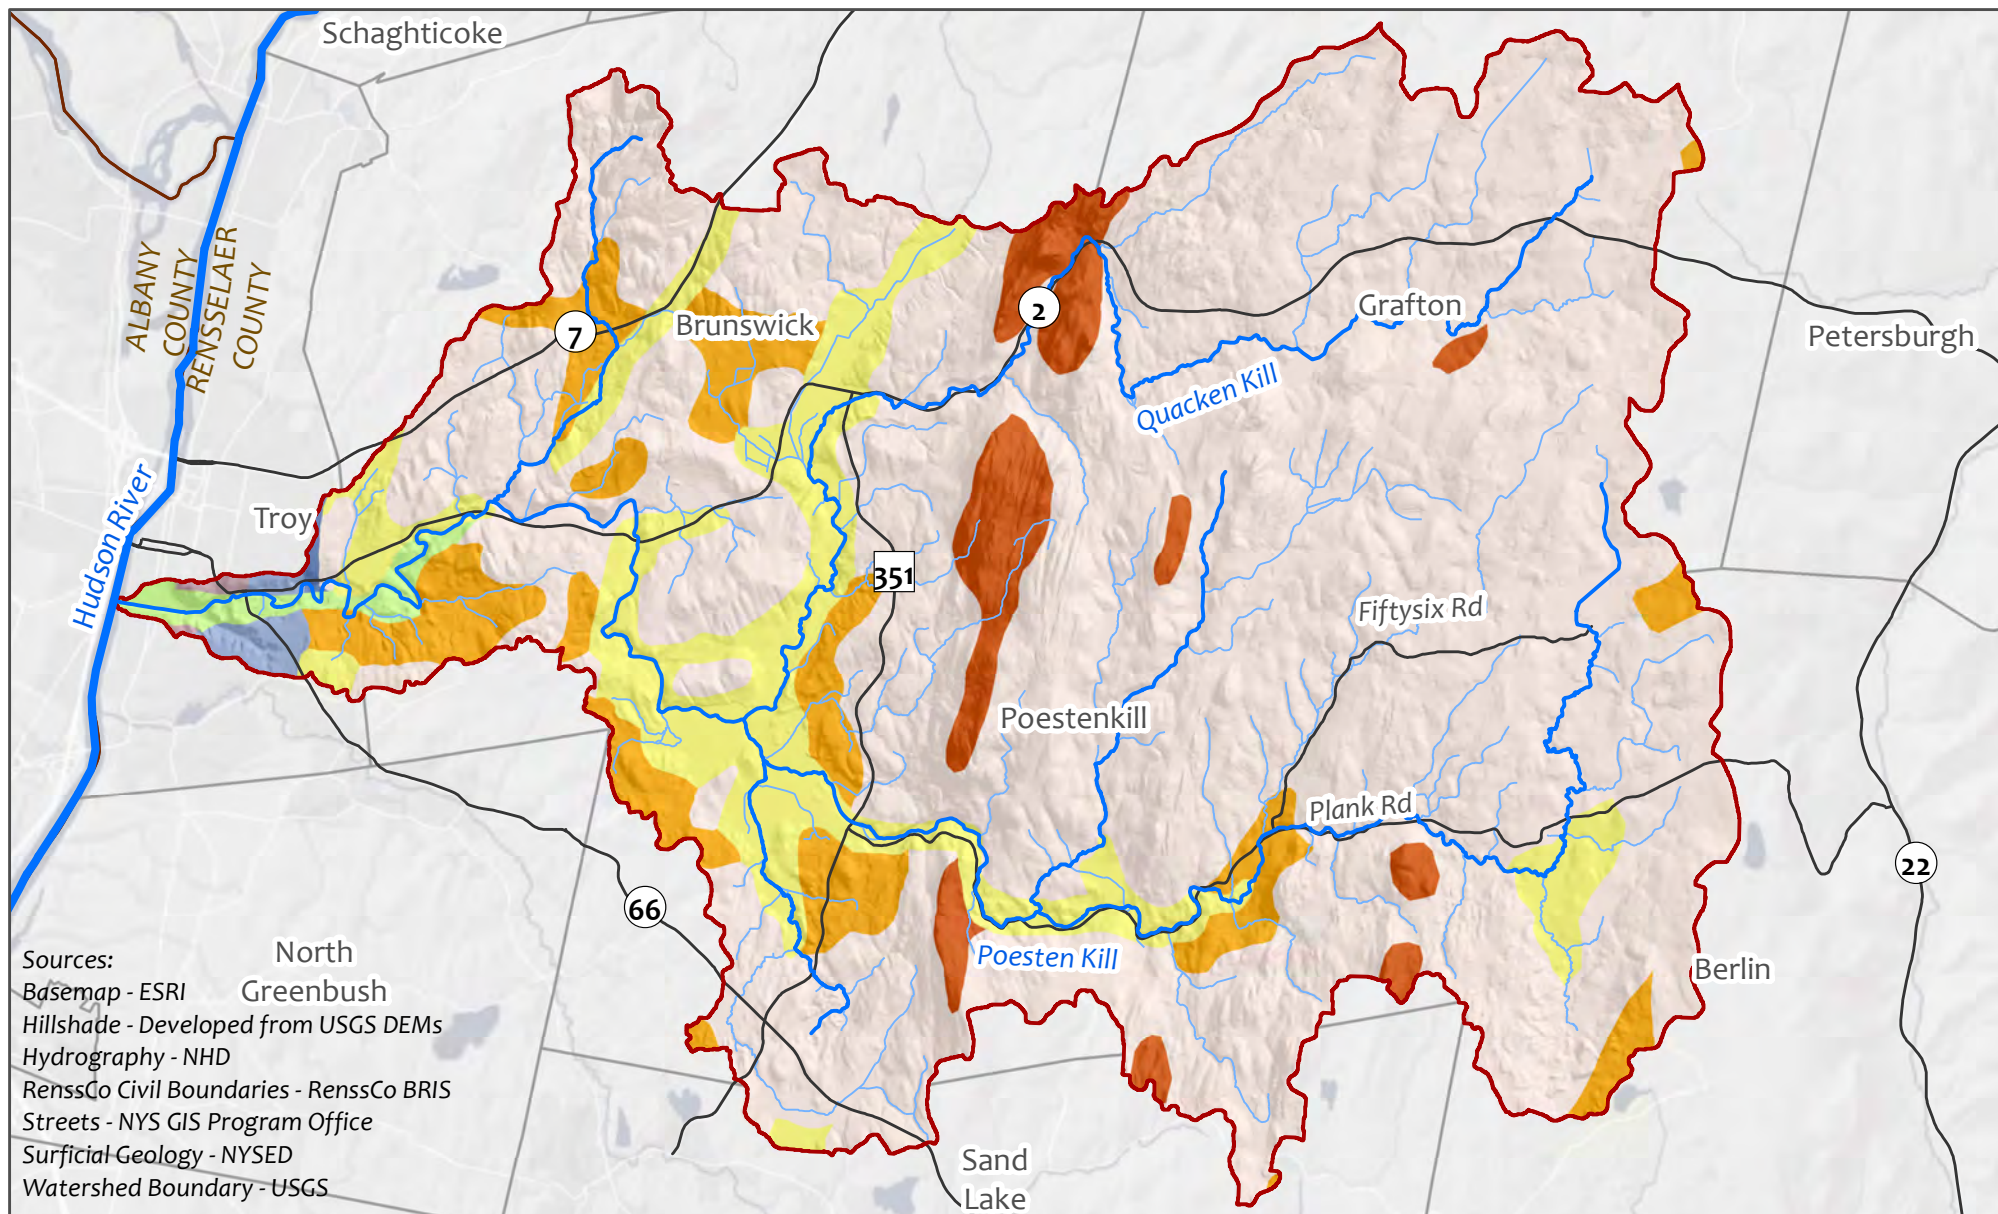 Schaghticoke
ALBANY
COUNTY
RENSSELAER
COUNTY
7
Brunswick
2
Grafton
Petersburgh
Quacken Kill
Hudson River
Troy
351
Fiftysix Rd
Poestenkill
Plank Rd
22
66
Poesten Kill
Berlin
North
Greenbush
Sand
Lake
Sources:
Basemap - ESRI
Hillshade - Developed from USGS DEMs
Hydrography - NHD
RenssCo Civil Boundaries - RenssCo BRIS
Streets - NYS GIS Program Office
Surficial Geology - NYSED
Watershed Boundary - USGS